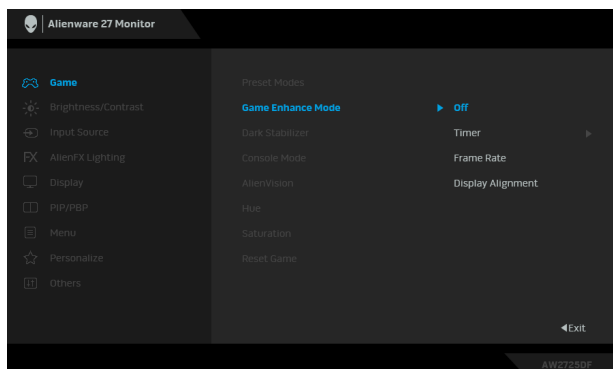 Alienware 27 Monitor
Game
Brightness/Contrast
Input Source
FX AlienFX Lighting
Display
PIP/PBP
Menu
Personalize
Others
Preset Modes
Game Enhance Mode
Dark Stabilizer
Console Mode
AlienVision
Hue
Saturation
Reset Game
Off
Timer
Frame Rate
Display Alignment
Exit
AW2725DF